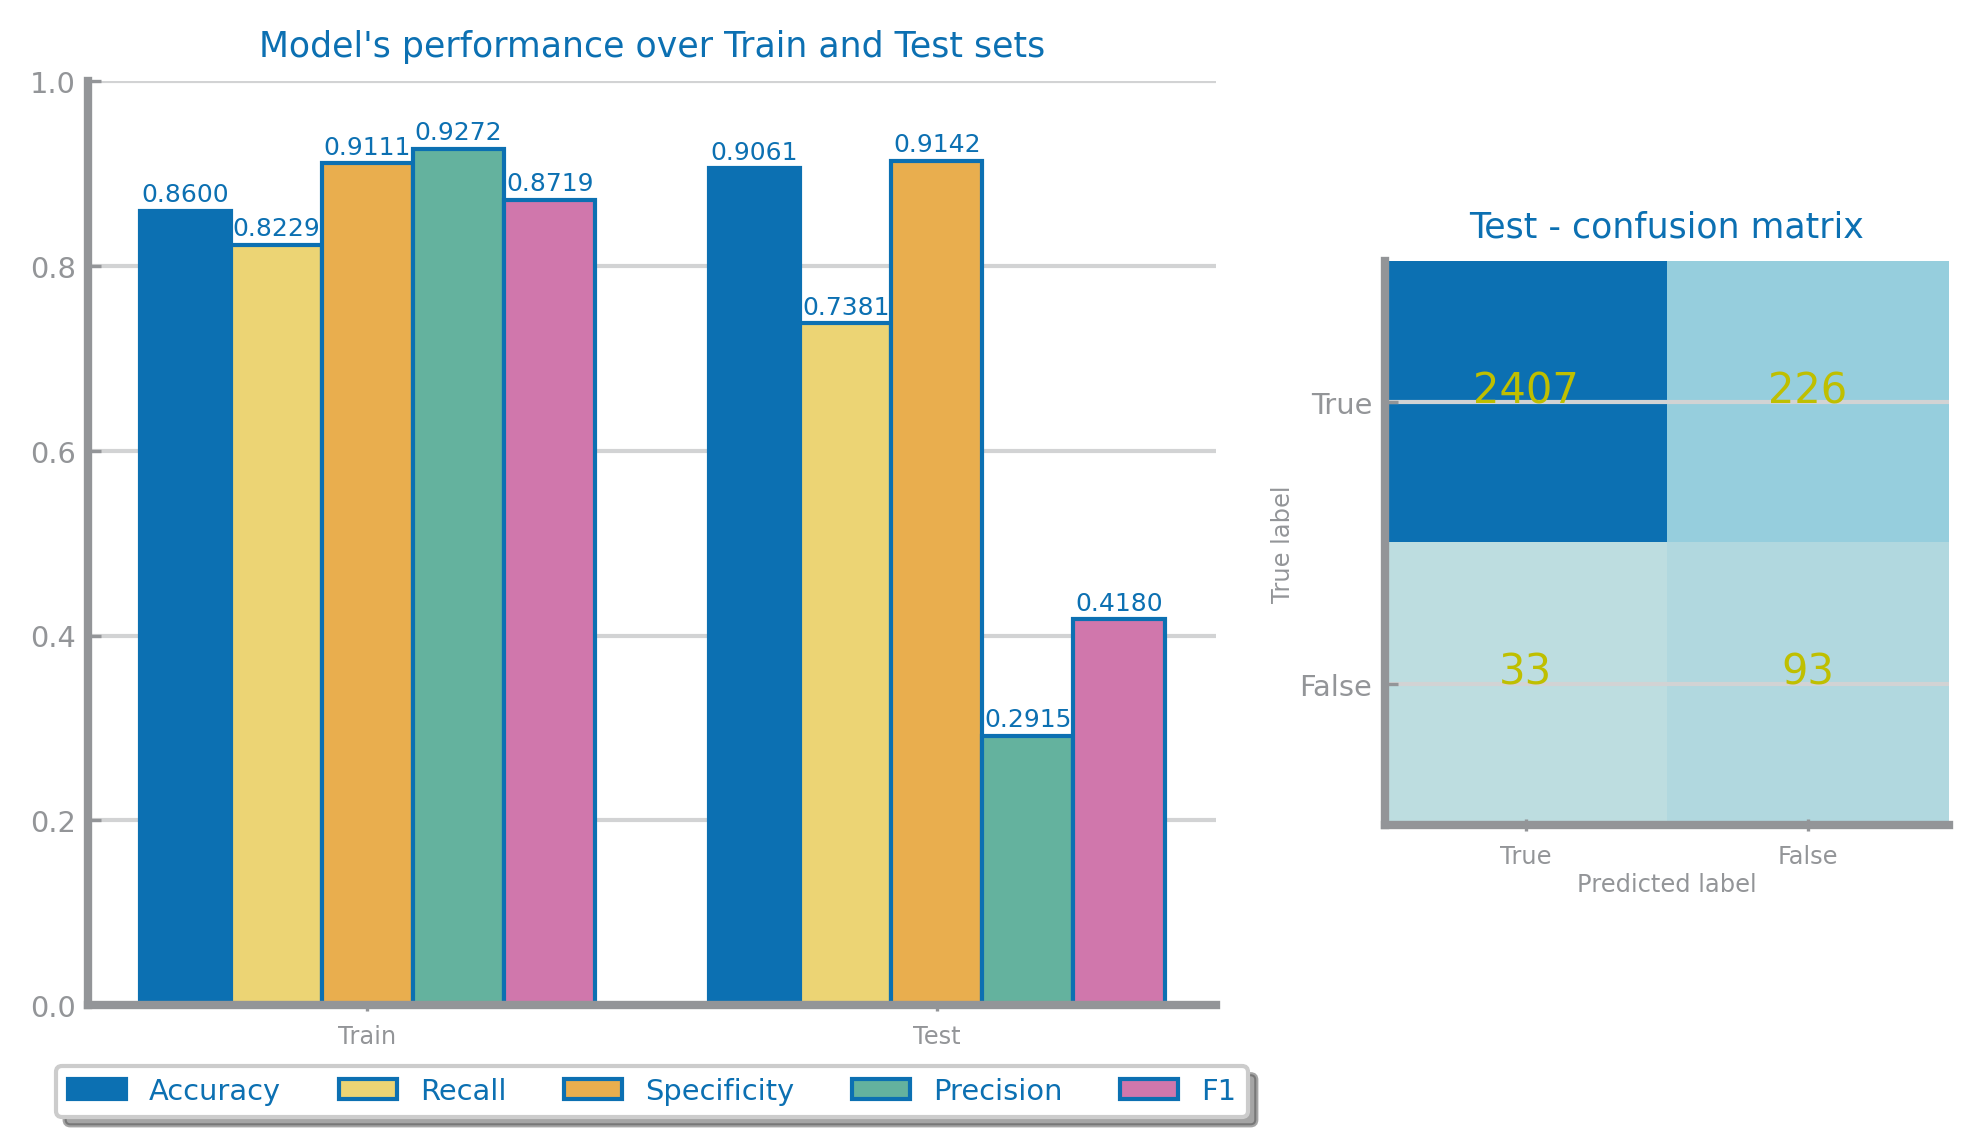 Model's performance over Train and Test sets
1.0
0.8
0.6
0.4
0.2
0.0
0.8600
0.8229
0.9111
0.9272
0.8719
0.9061
0.7381
0.9142
0.2915
0.4180
Train
Test
Accuracy Recall Specificity Precision F1
Test - confusion matrix
True label
True
False
2407 226
33 93
True False
Predicted label